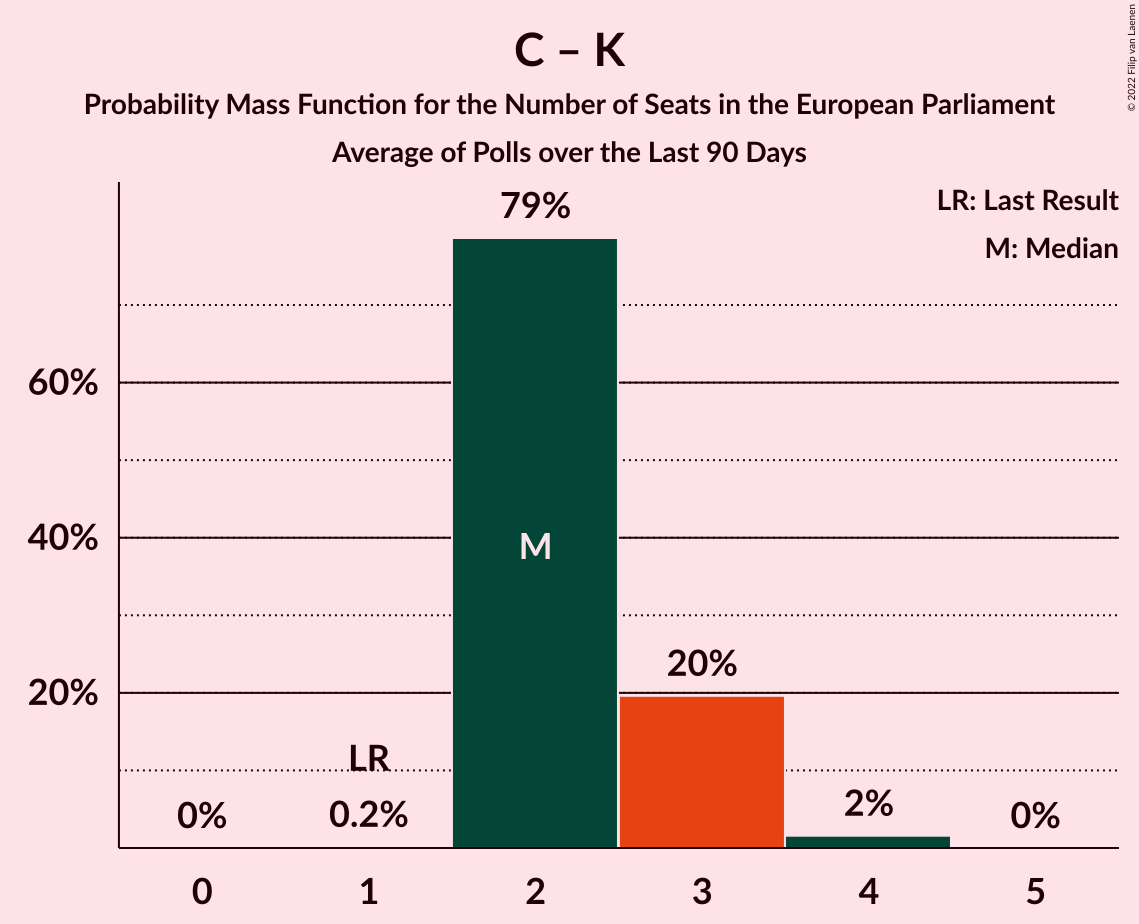 C – K
Probability Mass Function for the Number of Seats in the European Parliament
Average of Polls over the Last 90 Days
© 2022 Filip van Laenen
LR: Last Result
M: Median
79%
60%
40%
M
20%
20%
LR
0%
0.2%
2%
0%
0
1
2
3
4
5